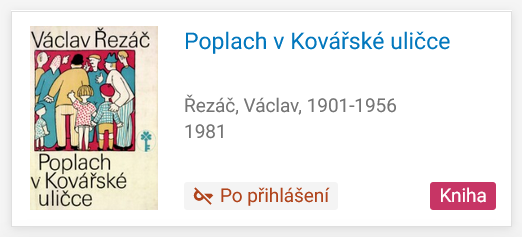 Václav Řezáč
Poplach
v Kovářské
uličce
Poplach v Kovářské uličce
Řezáč, Václav, 1901-1956
1981
Po přihlášení
Kniha